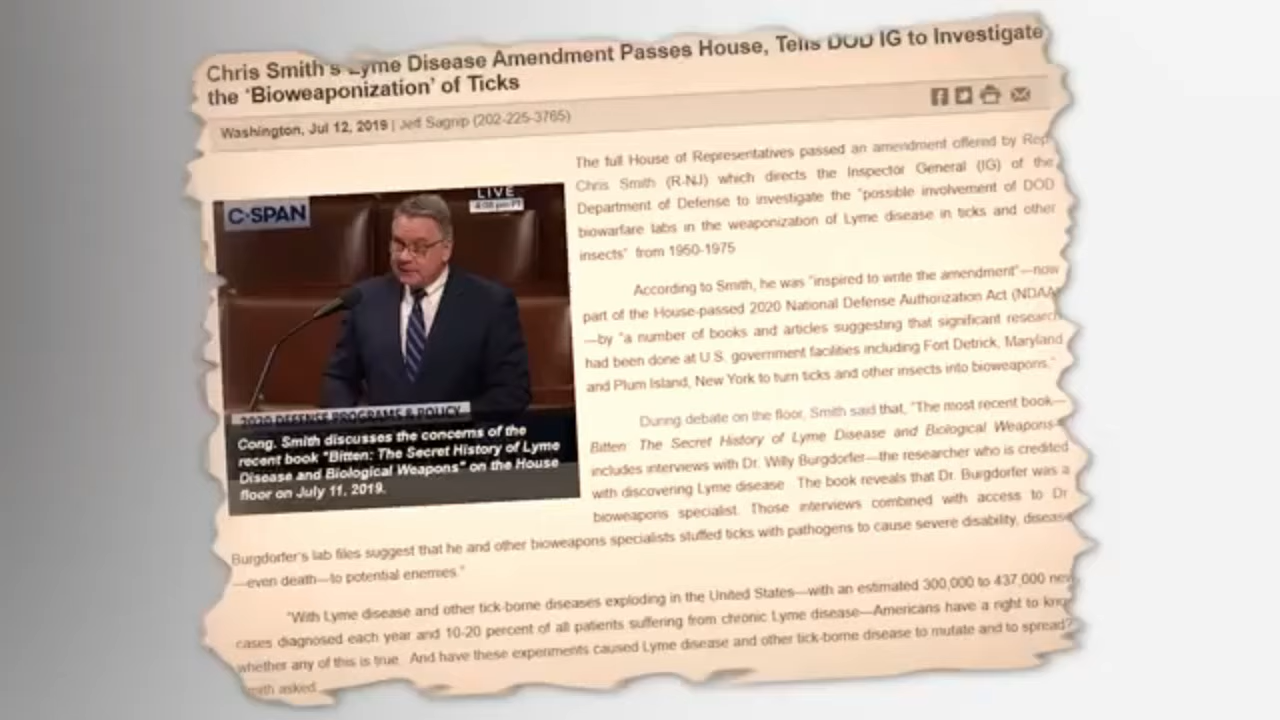 Chris Smith's Lyme Disease Amendment Passes House, Tells DOD IG to Investigate
the 'Bioweaponization' of Ticks
Washington, Jul 12, 2019 | Jeff Sagnip (202-225-3765)
The full House of Representatives passed an amendment offered by Rep
Chris Smith (R-NJ) which directs the Inspector General (IG) of the
Department of Defense to investigate the "possible involvement of DOD
biowarfare labs in the weaponization of Lyme disease in ticks and other
insects" from 1950-1975
According to Smith, he was "inspired to write the amendment"—now
part of the House-passed 2020 National Defense Authorization Act (NDAA
—by "a number of books and articles suggesting that significant research
had been done at U.S. government facilities including Fort Detrick, Maryland
and Plum Island, New York to turn ticks and other insects into bioweapons."
During debate on the floor, Smith said that, "The most recent book—
Bitten: The Secret History of Lyme Disease and Biological Weapons-
includes interviews with Dr. Willy Burgdorfer—the researcher who is credited
with discovering Lyme disease The book reveals that Dr. Burgdorfer was a
bioweapons specialist. Those interviews combined with access to Dr
C-SPAN
LIVE
4:08 pm PT
2020 DEFENSE PROGRAMS & POLICY
Cong. Smith discusses the concerns of the
recent book "Bitten: The Secret History of Lyme
Disease and Biological Weapons" on the House
floor on July 11, 2019.
Burgdorfer's lab files suggest that he and other bioweapons specialists stuffed ticks with pathogens to cause severe disability, disease
—even death—to potential enemies."
"With Lyme disease and other tick-borne diseases exploding in the United States—with an estimated 300,000 to 437,000 new
cases diagnosed each year and 10-20 percent of all patients suffering from chronic Lyme disease—Americans have a right to know
whether any of this is true. And have these experiments caused Lyme disease and other tick-borne disease to mutate and to spread?
Smith asked